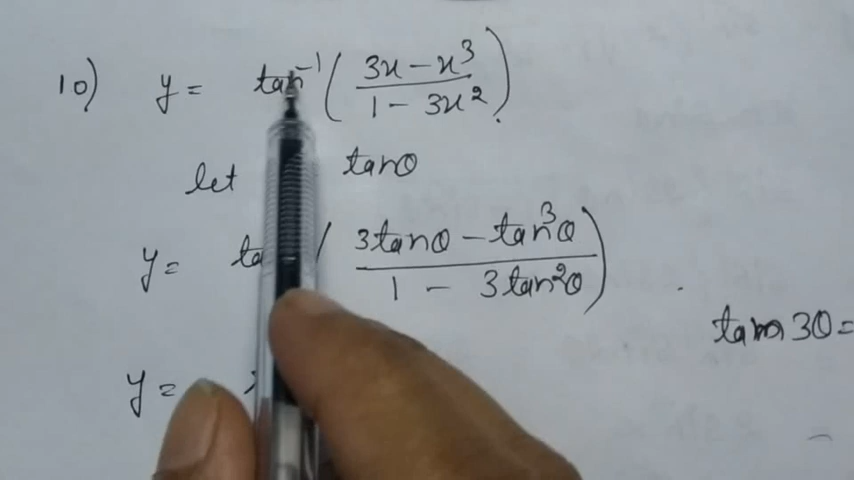 10) y = tan⁻¹ ( 3x - x³ / 1 - 3x² )
let tanθ
y = ( 3tanθ - tan³θ / 1 - 3tan²θ )
tan 3θ =
y =